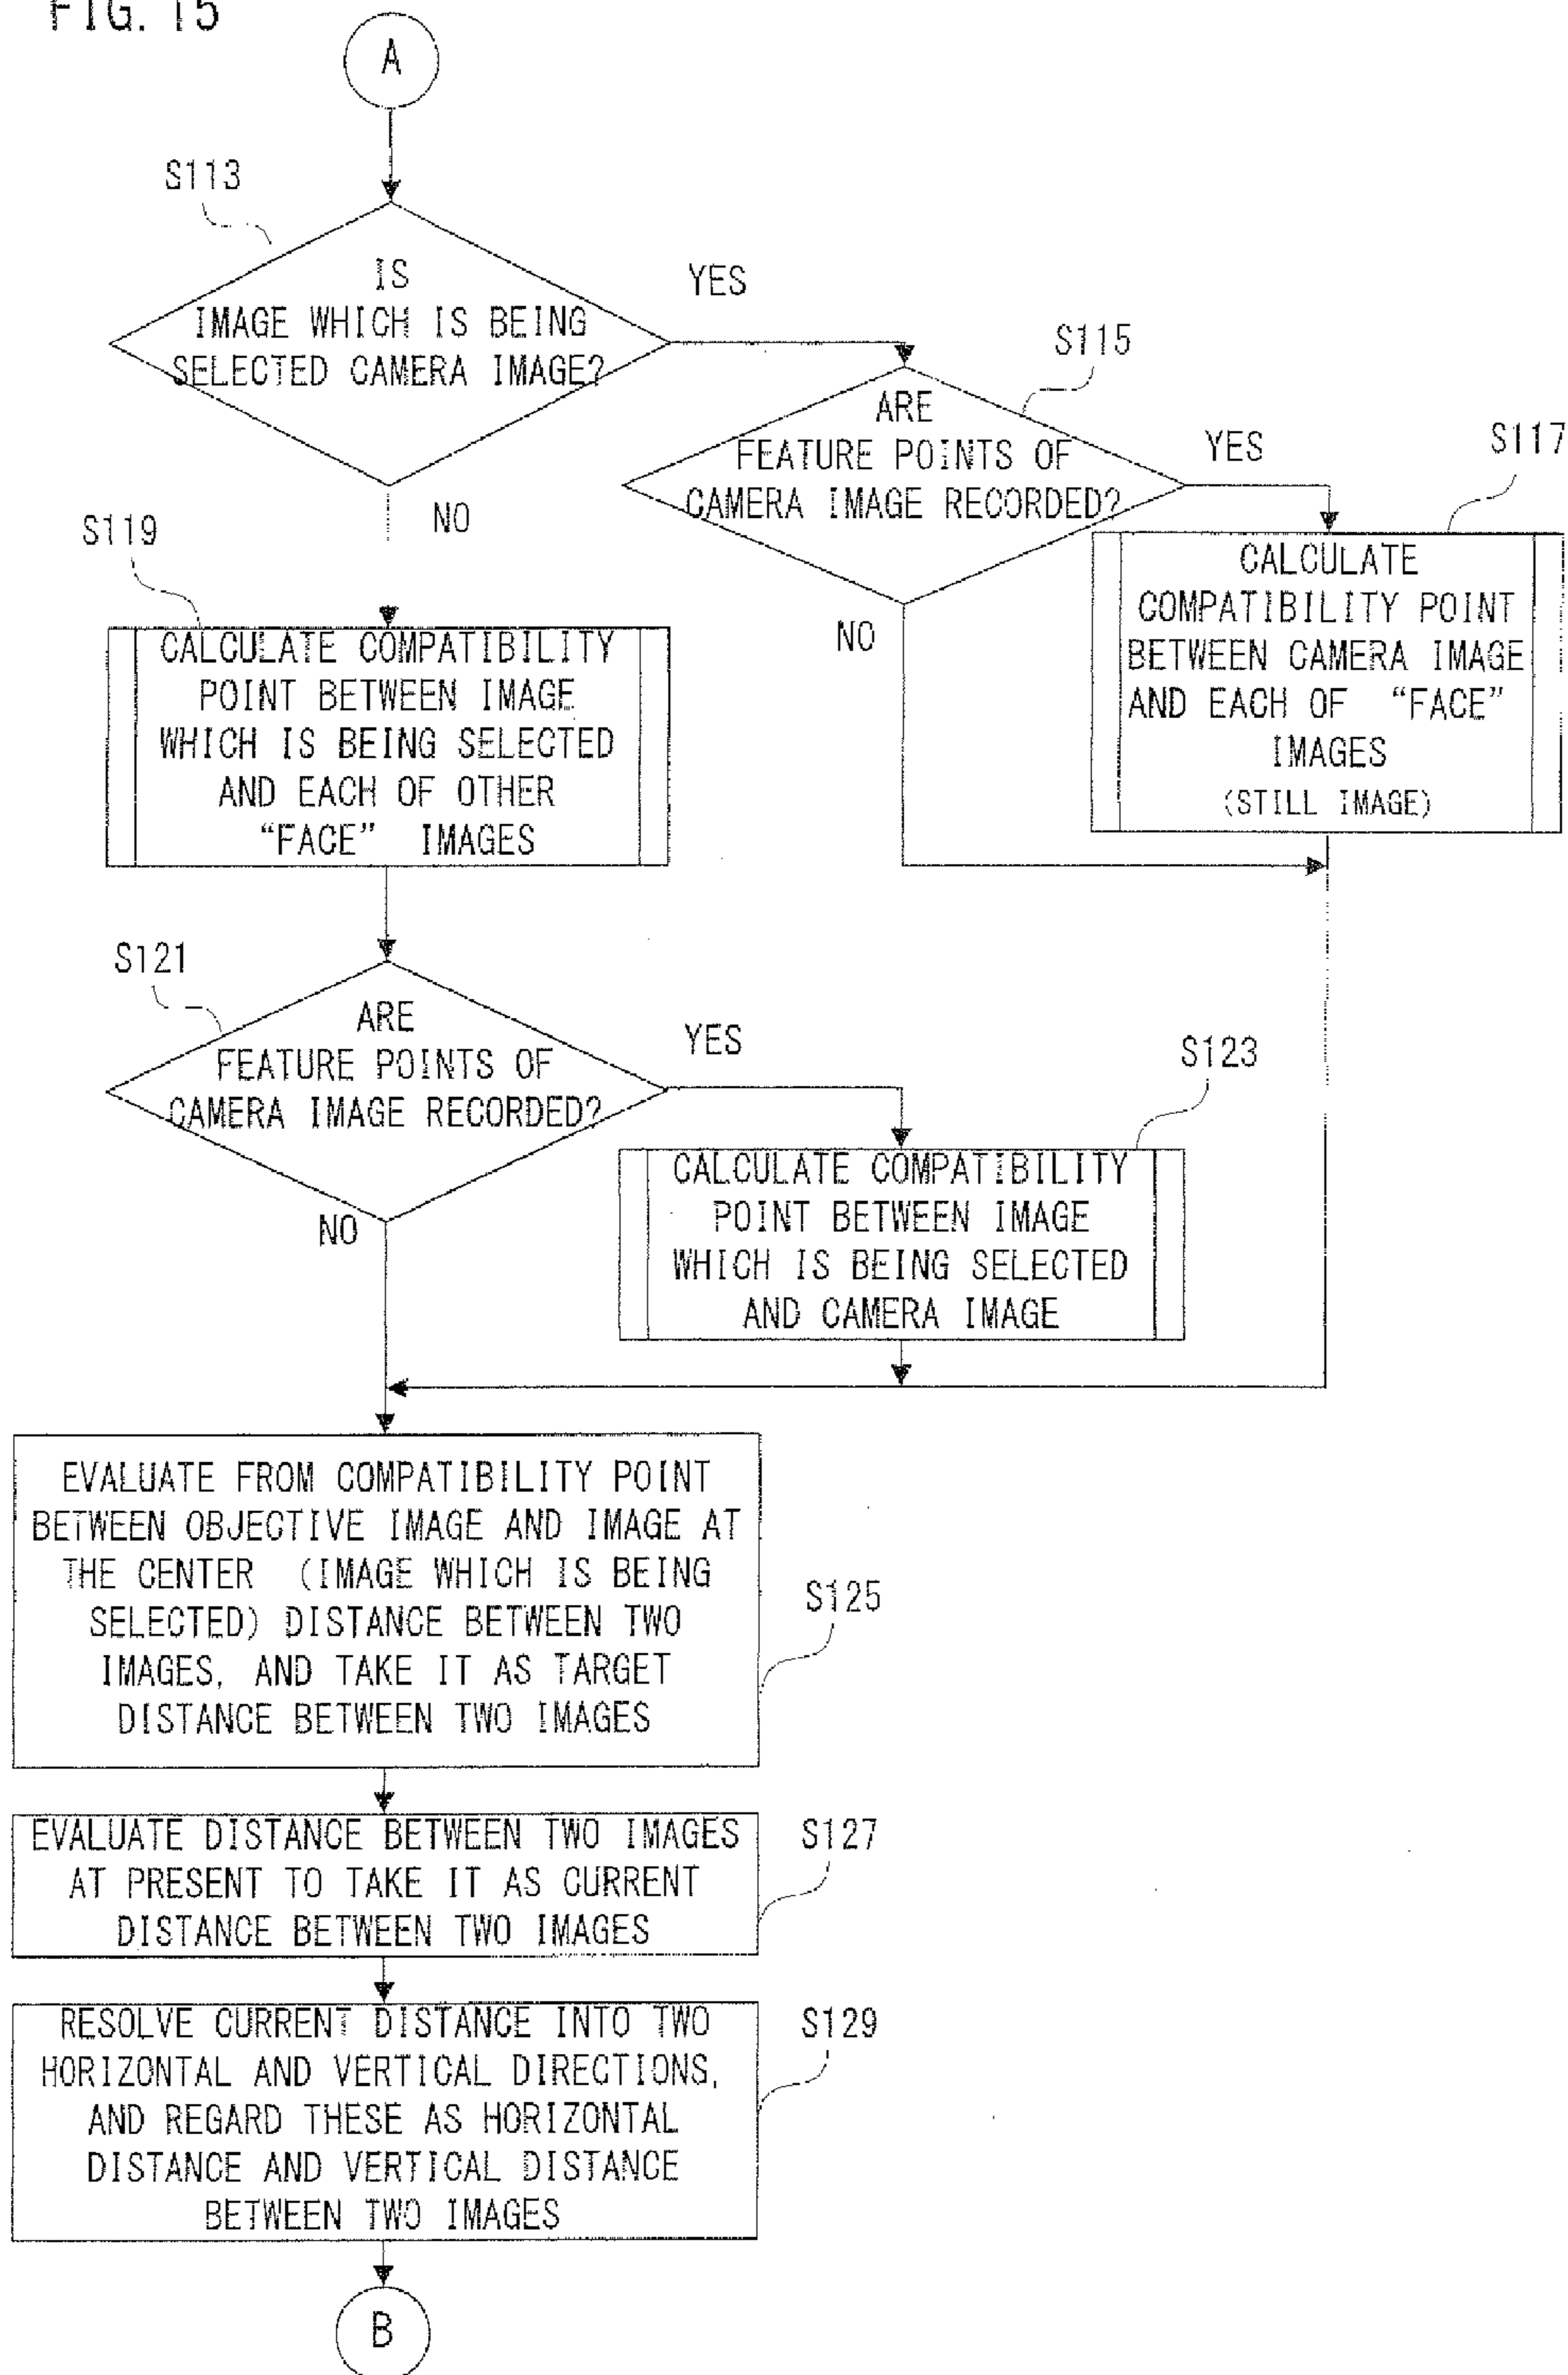 FIG. 15
A
S113
IS
IMAGE WHICH IS BEING
SELECTED CAMERA IMAGE?
YES
NO
S115
ARE
FEATURE POINTS OF
CAMERA IMAGE RECORDED?
YES
NO
S117
CALCULATE
COMPATIBILITY POINT
BETWEEN CAMERA IMAGE
AND EACH OF “FACE”
IMAGES
(STILL IMAGE)
S119
CALCULATE COMPATIBILITY
POINT BETWEEN IMAGE
WHICH IS BEING SELECTED
AND EACH OF OTHER
“FACE” IMAGES
S121
ARE
FEATURE POINTS OF
CAMERA IMAGE RECORDED?
YES
NO
S123
CALCULATE COMPATIBILITY
POINT BETWEEN IMAGE
WHICH IS BEING SELECTED
AND CAMERA IMAGE
EVALUATE FROM COMPATIBILITY POINT
BETWEEN OBJECTIVE IMAGE AND IMAGE AT
THE CENTER (IMAGE WHICH IS BEING
SELECTED) DISTANCE BETWEEN TWO
IMAGES, AND TAKE IT AS TARGET
DISTANCE BETWEEN TWO IMAGES
S125
EVALUATE DISTANCE BETWEEN TWO IMAGES
AT PRESENT TO TAKE IT AS CURRENT
DISTANCE BETWEEN TWO IMAGES
S127
RESOLVE CURRENT DISTANCE INTO TWO
HORIZONTAL AND VERTICAL DIRECTIONS,
AND REGARD THESE AS HORIZONTAL
DISTANCE AND VERTICAL DISTANCE
BETWEEN TWO IMAGES
S129
B